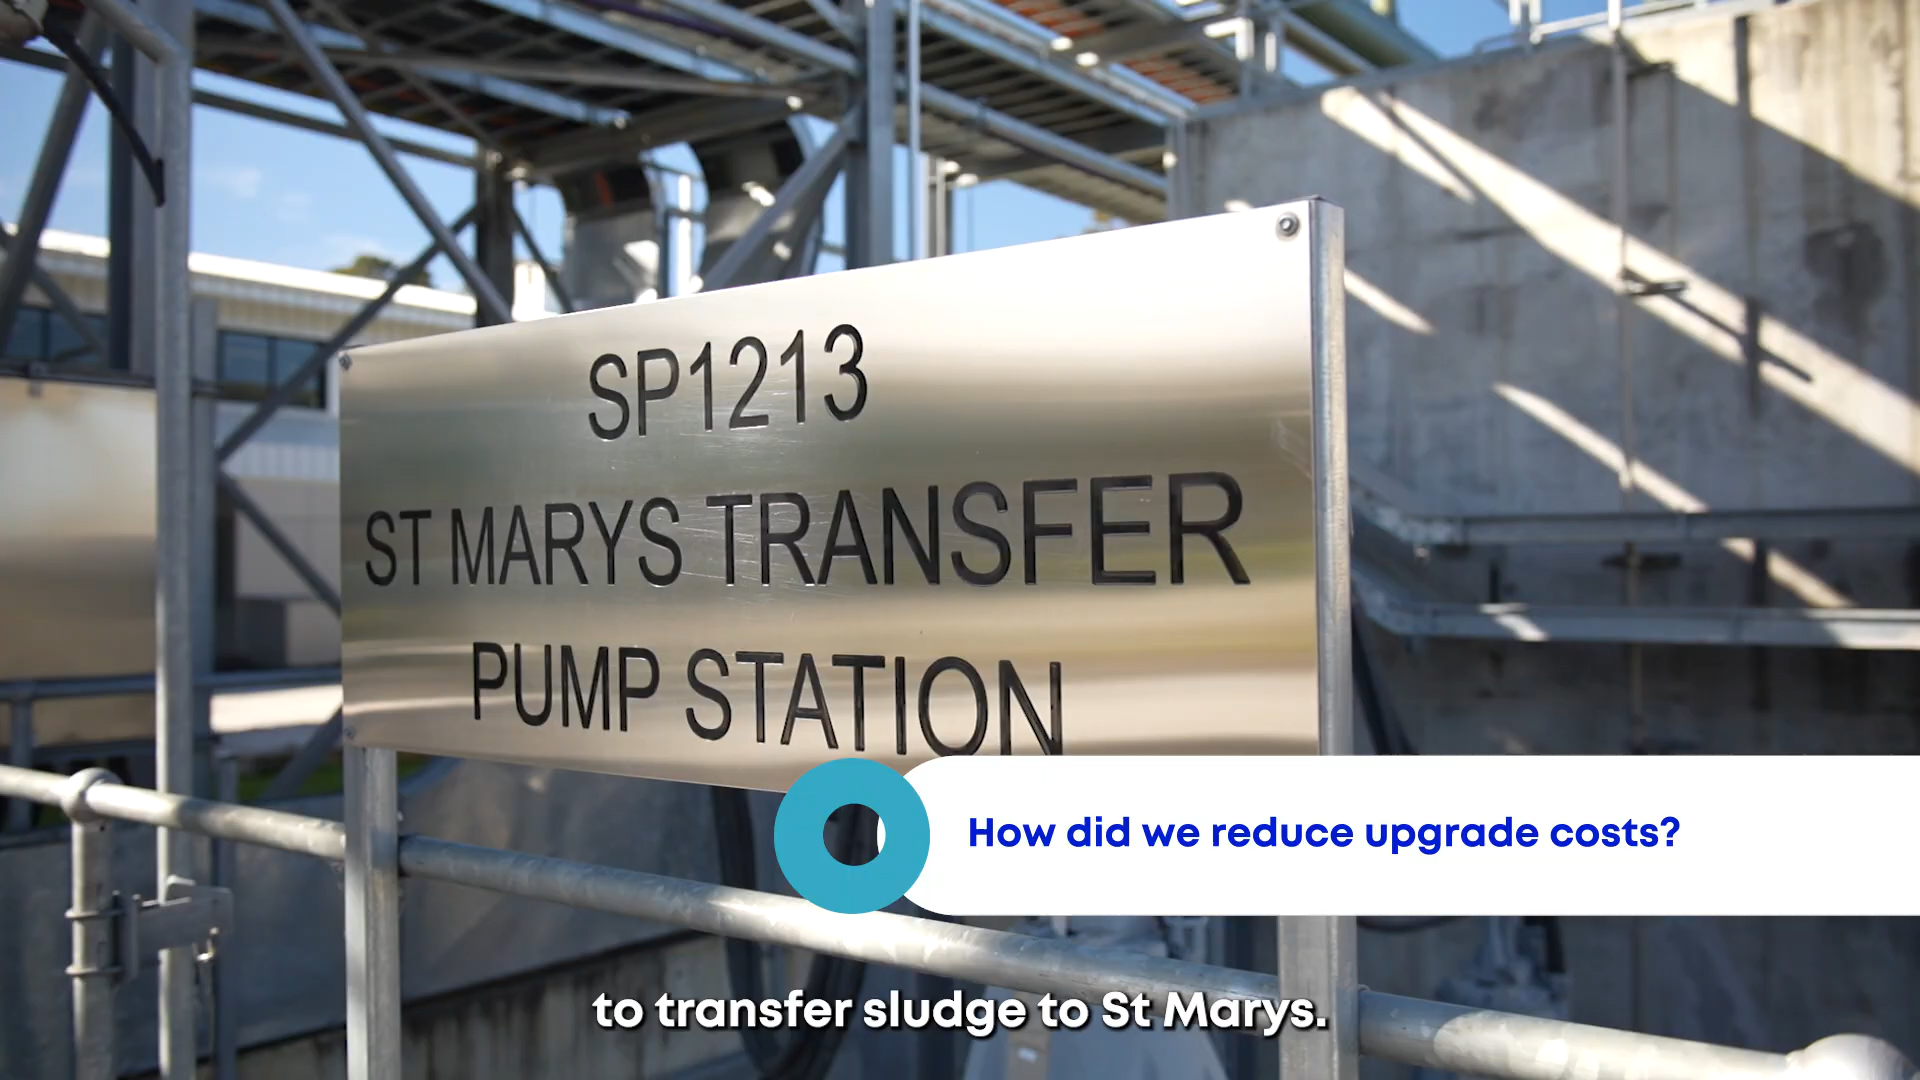 SP1213
ST MARYS TRANSFER
PUMP STATION
How did we reduce upgrade costs?
to transfer sludge to St Marys.